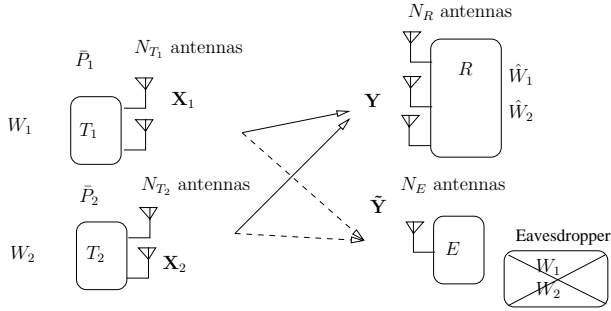 N_R antennas
N_{T_1} antennas
P̄_1
R
Ŵ_1
X_1
Y
W_1
T_1
Ŵ_2
N_{T_2} antennas
N_E antennas
P̄_2
Ỹ
Eavesdropper
W_2
T_2
X_2
E
W_1
W_2